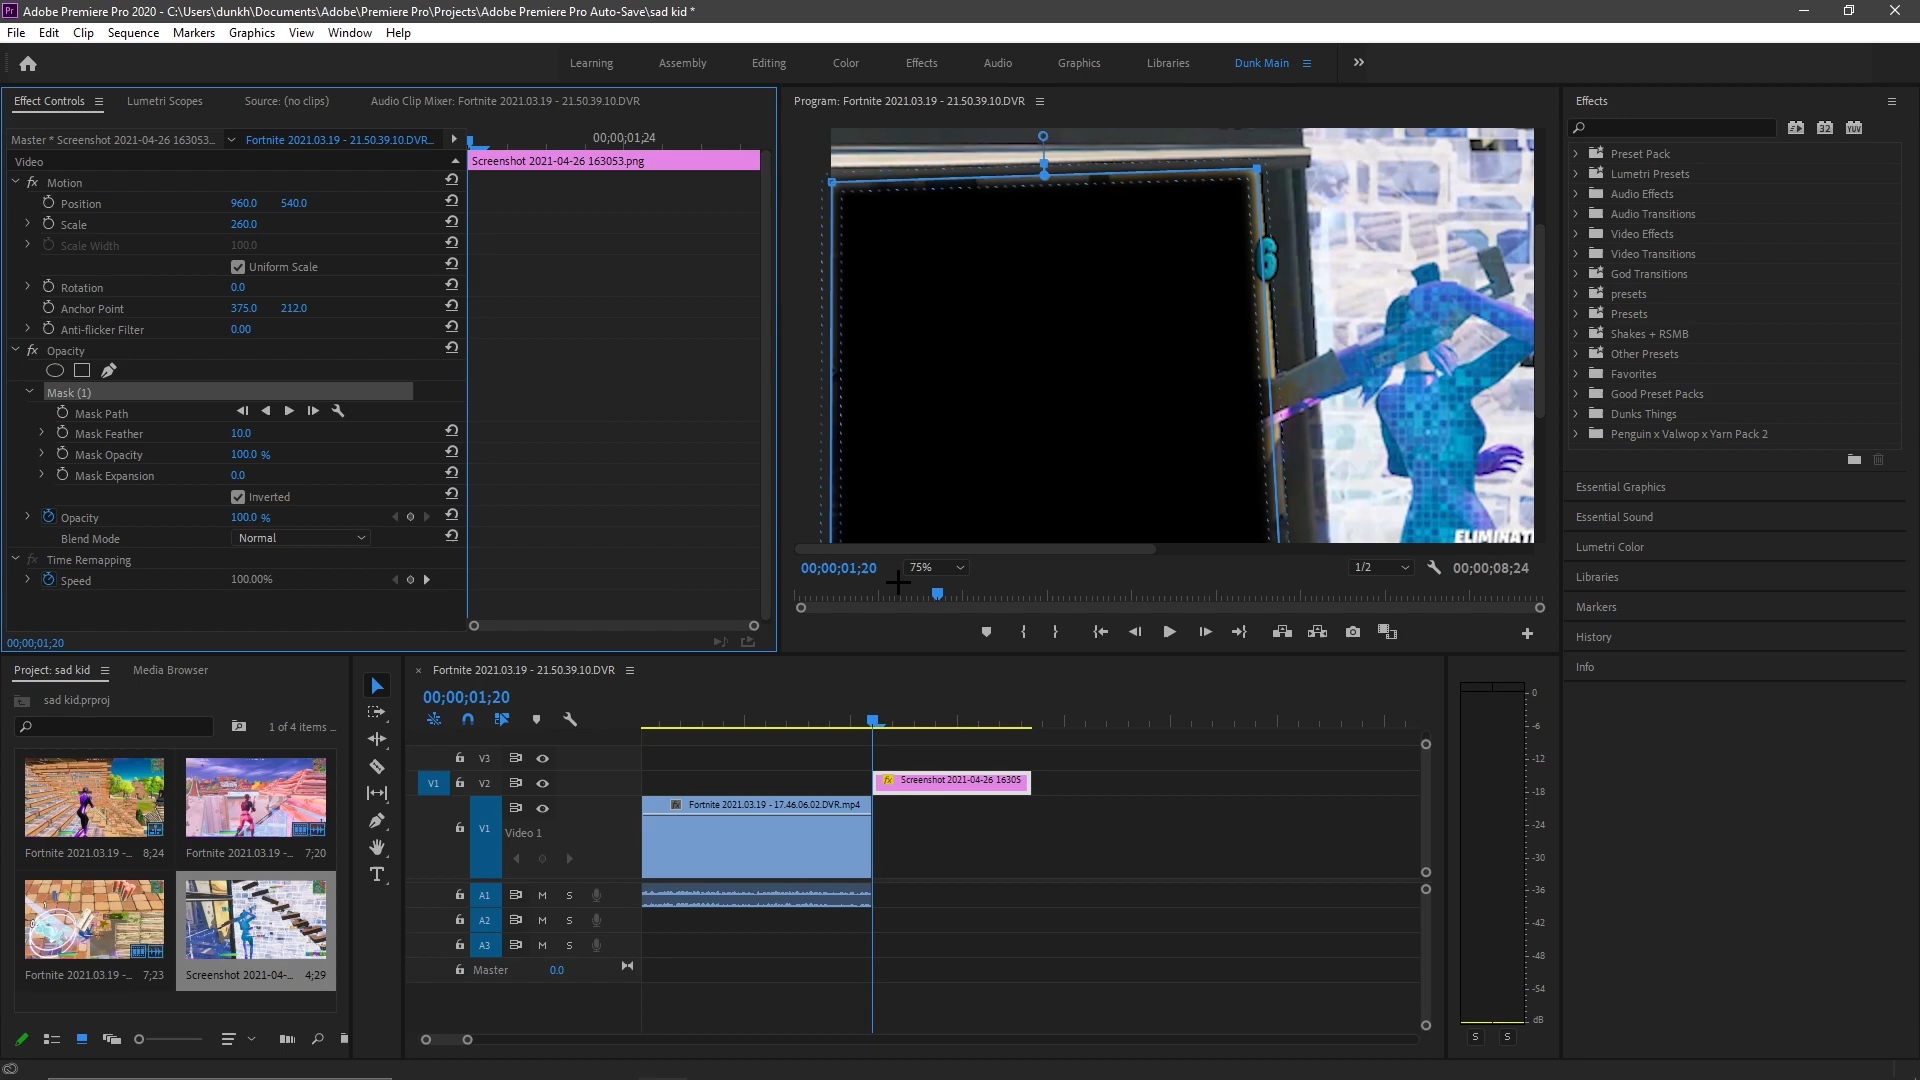 Adobe Premiere Pro 2020 - C:\Users\dunkh\Documents\Adobe\Premiere Pro\Projects\Adobe Premiere Pro Auto-Save\sad kid *
File Edit Clip Sequence Markers Graphics View Window Help
Learning Assembly Editing Color Effects Audio Graphics Libraries Dunk Main
Effect Controls Lumetri Scopes Source: (no clips) Audio Clip Mixer: Fortnite 2021.03.19 - 21.50.39.10.DVR
Master * Screenshot 2021-04-26 163053... Fortnite 2021.03.19 - 21.50.39.10.DVR... 00;00;01;24
Video
Screenshot 2021-04-26 163053.png
fx Motion
Position 960.0 540.0
Scale 260.0
Scale Width 100.0
Uniform Scale
Rotation 0.0
Anchor Point 375.0 212.0
Anti-flicker Filter 0.00
fx Opacity
Mask (1)
Mask Path
Mask Feather 10.0
Mask Opacity 100.0 %
Mask Expansion 0.0
Inverted
Opacity 100.0 %
Blend Mode Normal
fx Time Remapping
Speed 100.00%
00;00;01;20
Program: Fortnite 2021.03.19 - 21.50.39.10.DVR
6
ELIMINATI
00;00;01;20 75% 1/2 00;00;08;24
Effects
32 YUV
Preset Pack
Lumetri Presets
Audio Effects
Audio Transitions
Video Effects
Video Transitions
God Transitions
presets
Presets
Shakes + RSMB
Other Presets
Favorites
Good Preset Packs
Dunks Things
Penguin x Valwop x Yarn Pack 2
Essential Graphics
Essential Sound
Lumetri Color
Libraries
Markers
History
Info
Project: sad kid Media Browser
sad kid.prproj
1 of 4 items ...
Fortnite 2021.03.19 -... 8;24
Fortnite 2021.03.19 -... 7;20
Fortnite 2021.03.19 -... 7;23
Screenshot 2021-04-... 4;29
× Fortnite 2021.03.19 - 21.50.39.10.DVR
00;00;01;20
V3
V1 V2
fx Screenshot 2021-04-26 1630S
fx Fortnite 2021.03.19 - 17.46.06.02.DVR.mp4
V1 Video 1
A1 M S
A2 M S
A3 M S
Master 0.0
0
-6
-12
-18
-24
-30
-36
-42
-48
-54
dB
S S